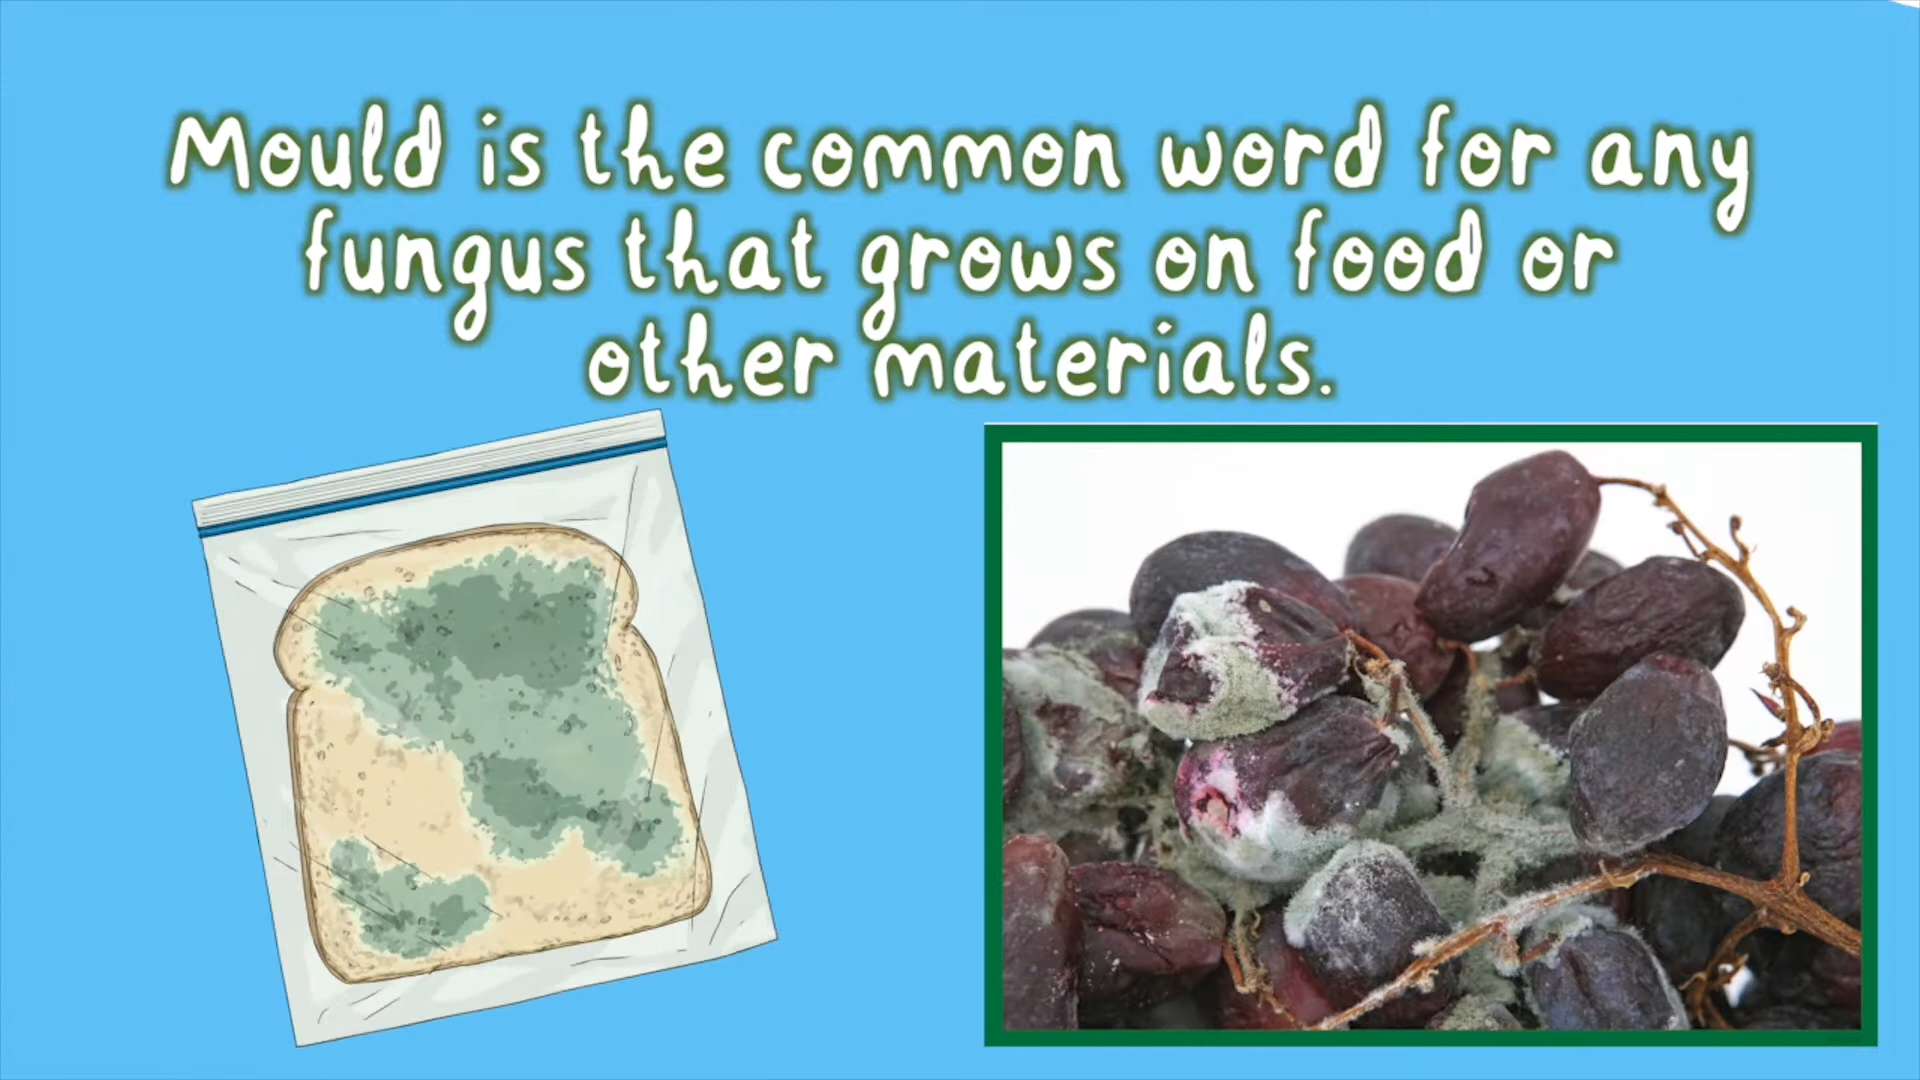 Mould is the common word for any
fungus that grows on food or
other materials.